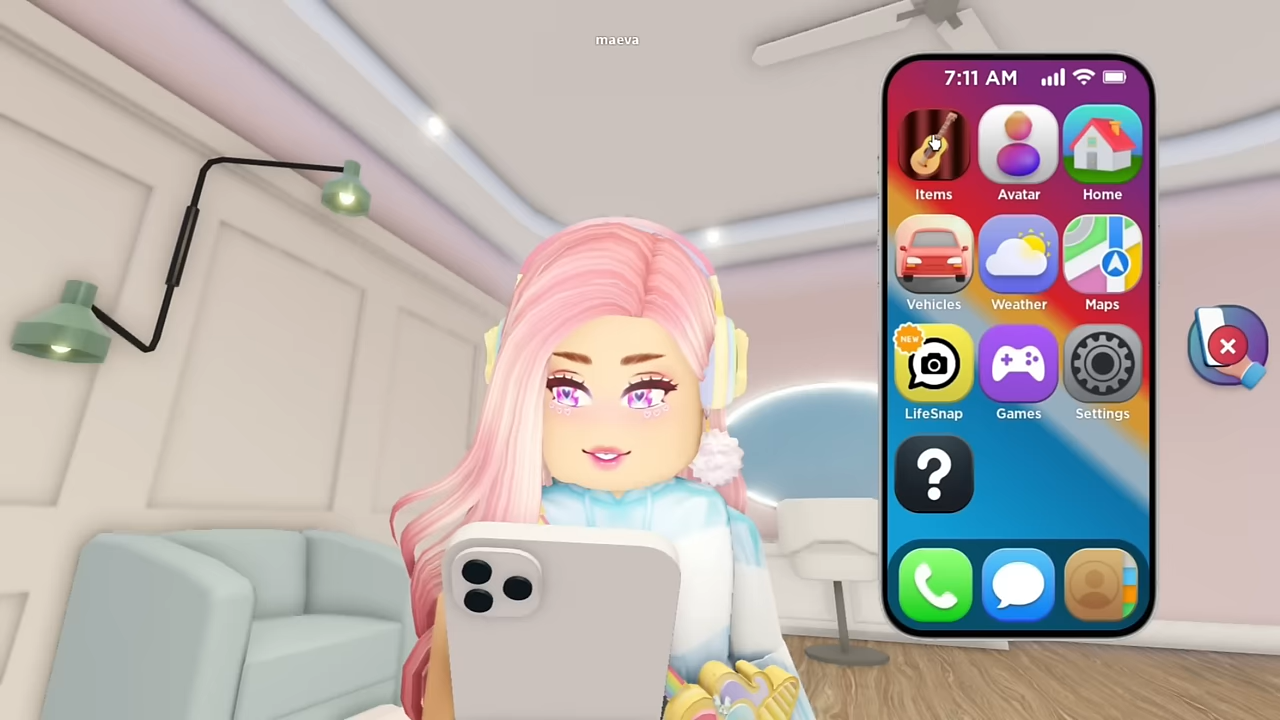 maeva
7:11 AM
Items Avatar Home
Vehicles Weather Maps
NEW
LifeSnap Games Settings
?